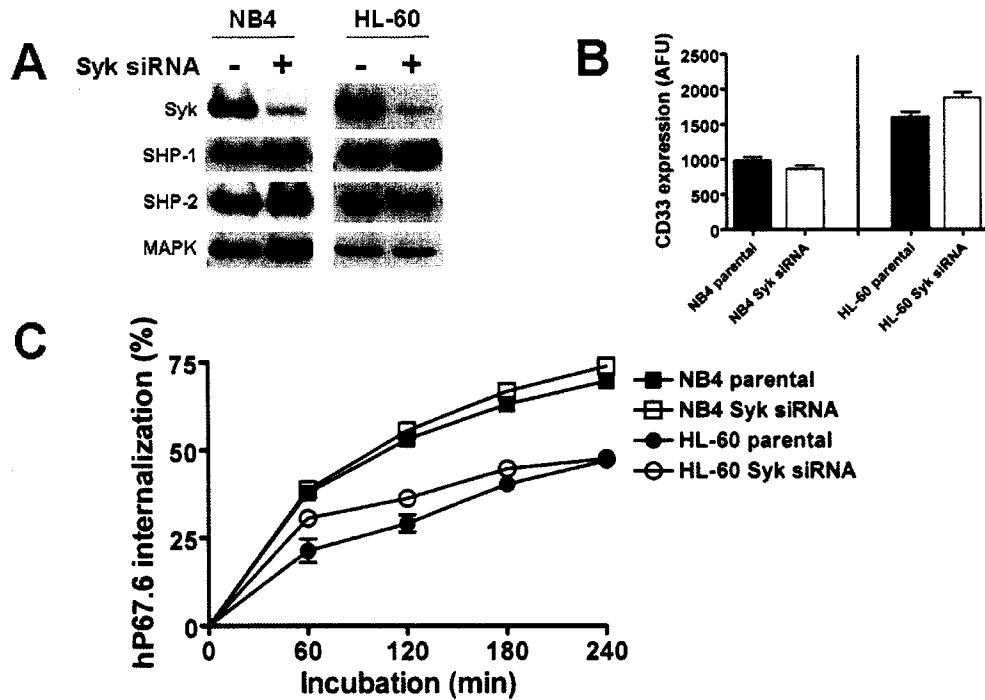 NB4 HL-60
A Syk siRNA - + - +
Syk
SHP-1
SHP-2
MAPK
B
CD33 expression (AFU)
2500
2000
1500
1000
500
0
NB4 parental
NB4 Syk siRNA
HL-60 parental
HL-60 Syk siRNA
C
hP67.6 internalization (%)
75
50
25
0
0 60 120 180 240
Incubation (min)
NB4 parental
NB4 Syk siRNA
HL-60 parental
HL-60 Syk siRNA